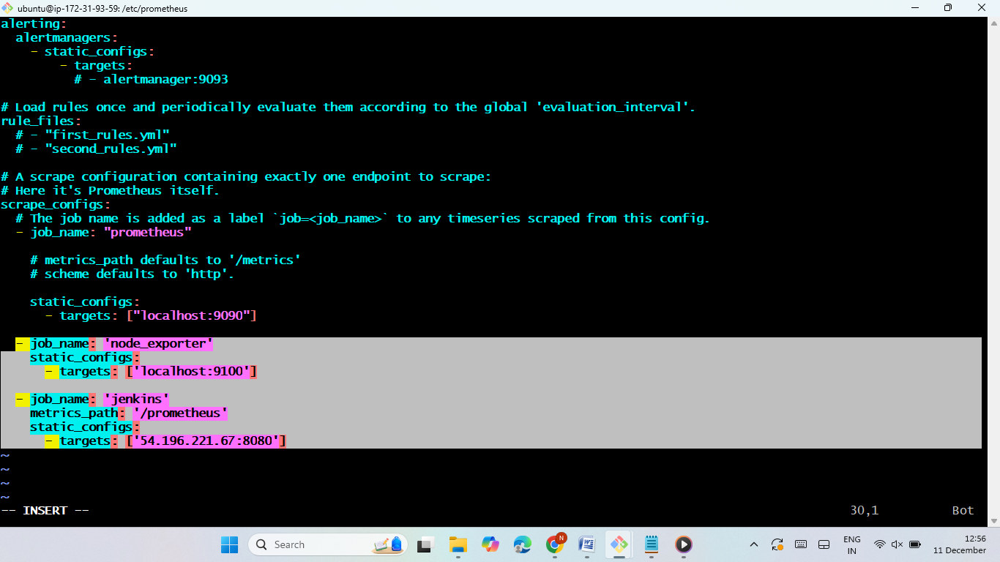 ubuntu@ip-172-31-93-59: /etc/prometheus
alerting:
  alertmanagers:
    - static_configs:
        - targets:
          # - alertmanager:9093

# Load rules once and periodically evaluate them according to the global 'evaluation_interval'.
rule_files:
  # - "first_rules.yml"
  # - "second_rules.yml"

# A scrape configuration containing exactly one endpoint to scrape:
# Here it's Prometheus itself.
scrape_configs:
  # The job name is added as a label `job=<job_name>` to any timeseries scraped from this config.
  - job_name: "prometheus"

    # metrics_path defaults to '/metrics'
    # scheme defaults to 'http'.

    static_configs:
      - targets: ["localhost:9090"]

  - job_name: 'node_exporter'
    static_configs:
      - targets: ['localhost:9100']

  - job_name: 'jenkins'
    metrics_path: '/prometheus'
    static_configs:
      - targets: ['54.196.221.67:8080']
~
~
~
~
-- INSERT -- 30,1 Bot
Search
N
ENG
IN
12:56
11 December